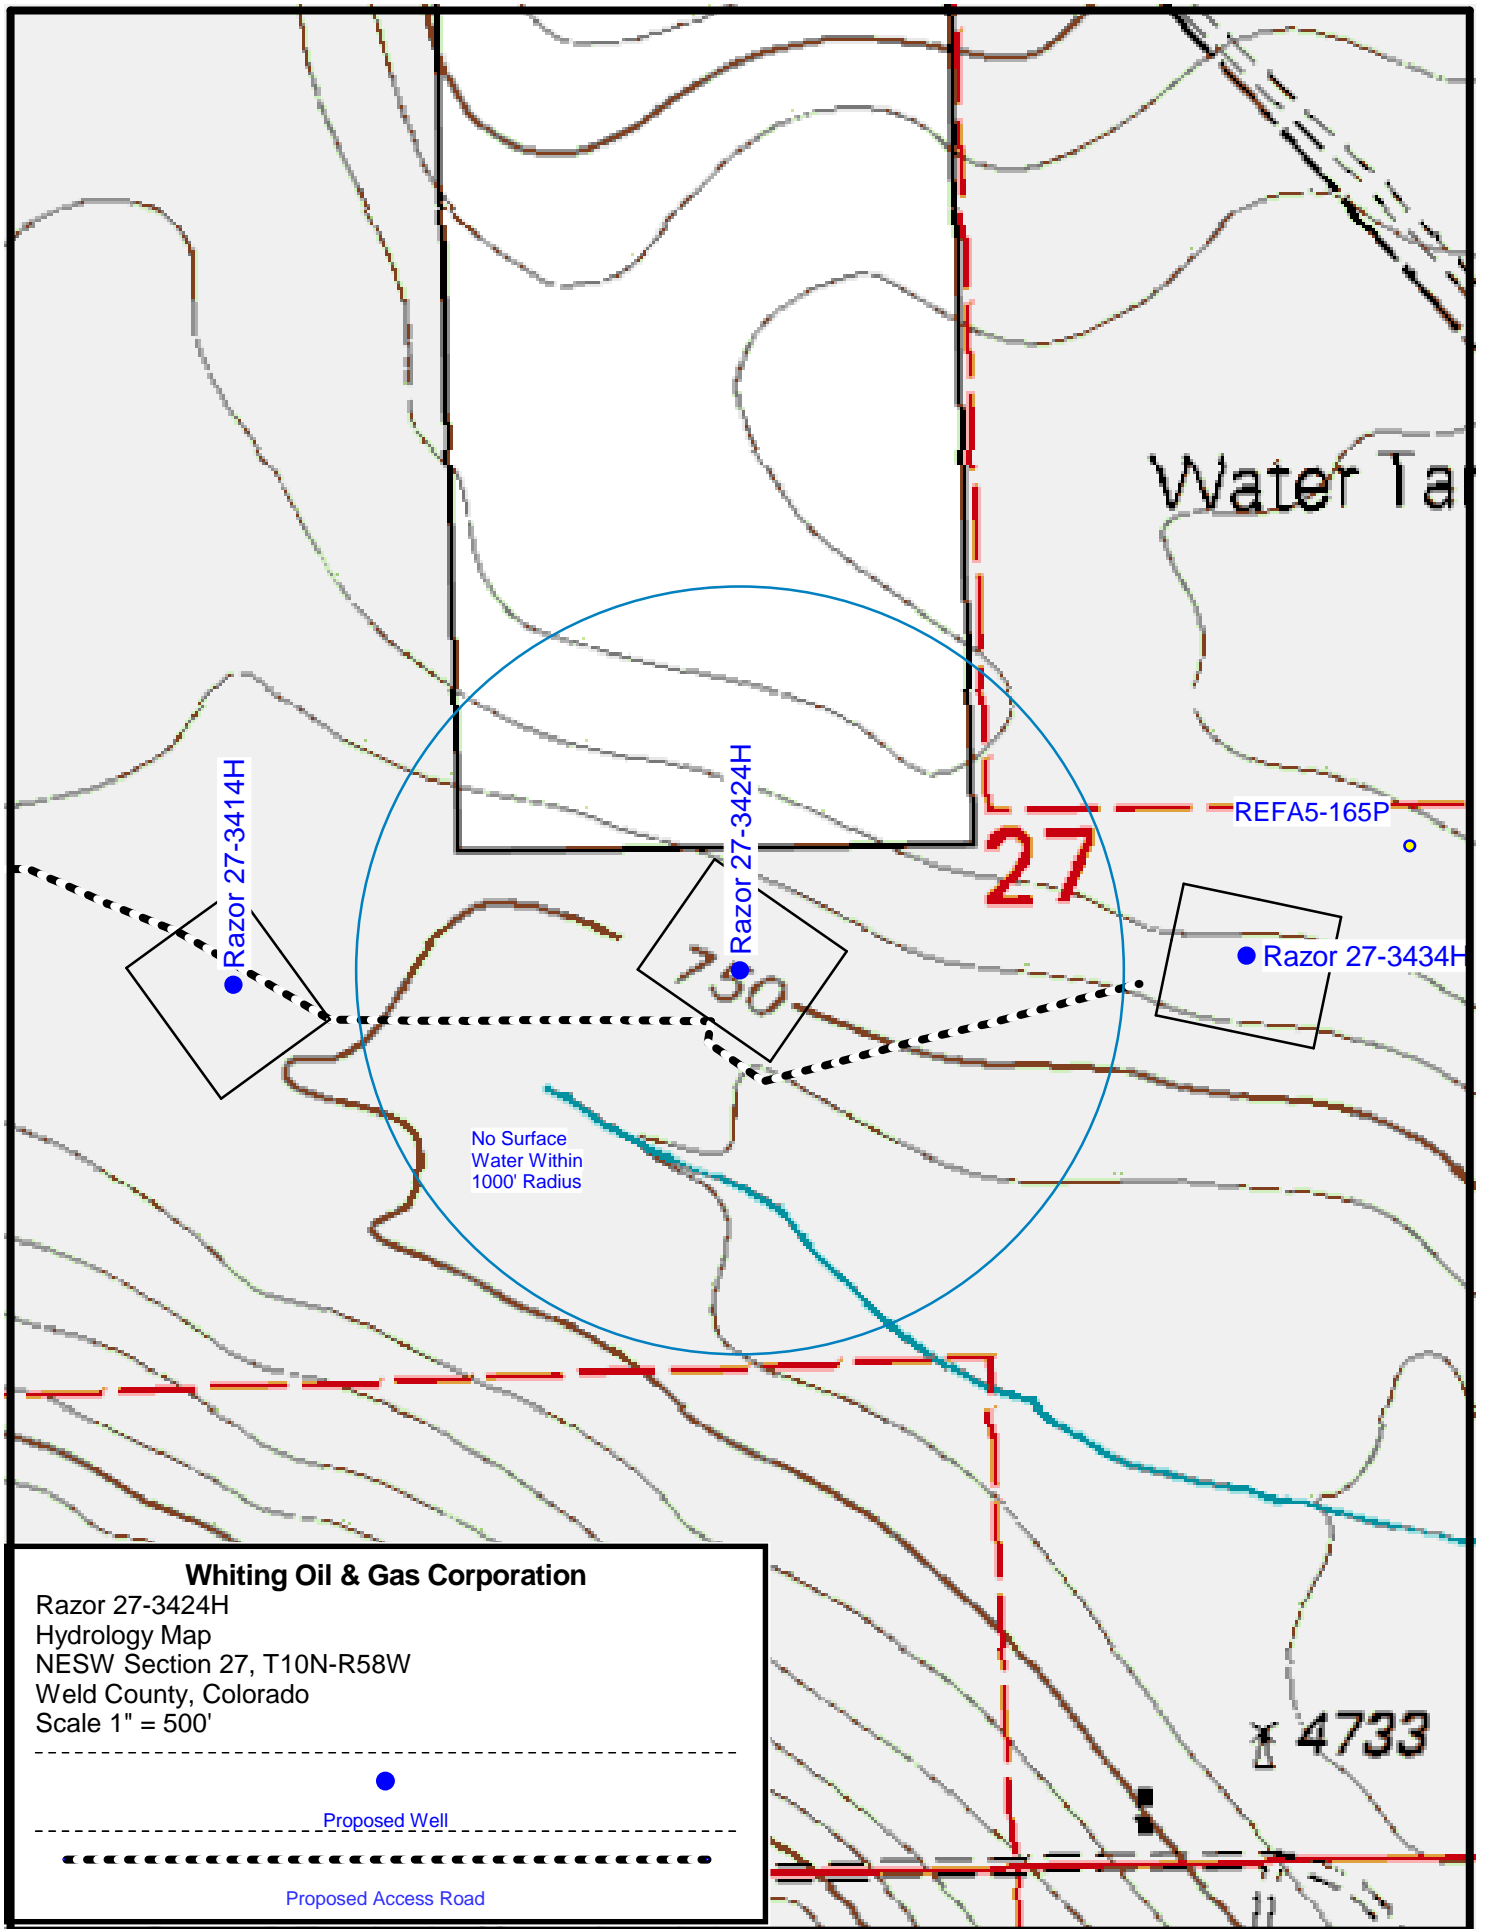 Water Ta
Razor 27-3414H
Razor 27-3424H
REFA5-165P
27
Razor 27-3434H
750
No Surface
Water Within
1000' Radius
Whiting Oil & Gas Corporation
Razor 27-3424H
Hydrology Map
NESW Section 27, T10N-R58W
Weld County, Colorado
Scale 1" = 500'
Proposed Well
Proposed Access Road
4733